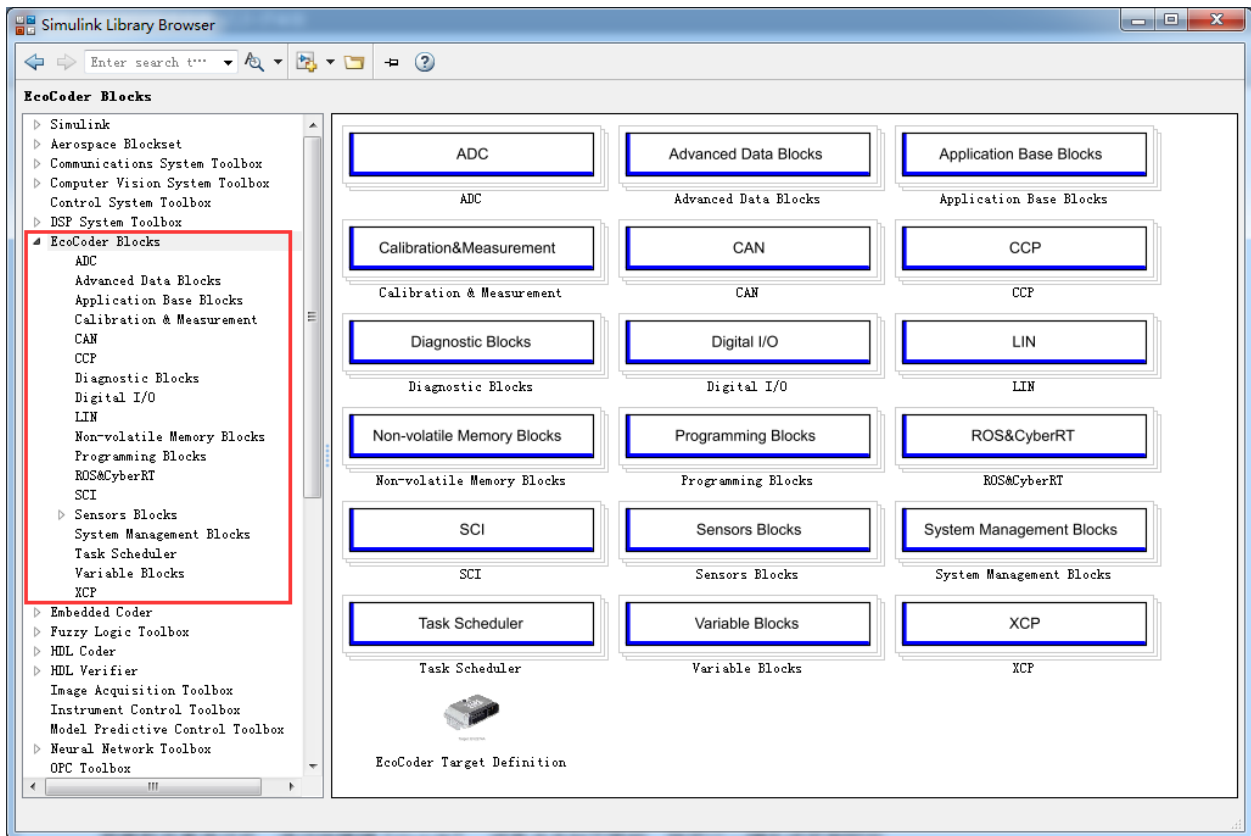 Simulink Library Browser
Enter search t···
EcoCoder Blocks
Simulink
Aerospace Blockset
Communications System Toolbox
Computer Vision System Toolbox
Control System Toolbox
DSP System Toolbox
EcoCoder Blocks
ADC
Advanced Data Blocks
Application Base Blocks
Calibration & Measurement
CAN
CCP
Diagnostic Blocks
Digital I/O
LIN
Non-volatile Memory Blocks
Programming Blocks
ROS&CyberRT
SCI
Sensors Blocks
System Management Blocks
Task Scheduler
Variable Blocks
XCP
Embedded Coder
Fuzzy Logic Toolbox
HDL Coder
HDL Verifier
Image Acquisition Toolbox
Instrument Control Toolbox
Model Predictive Control Toolbox
Neural Network Toolbox
OPC Toolbox
ADC Advanced Data Blocks Application Base Blocks
ADC Advanced Data Blocks Application Base Blocks
Calibration&Measurement CAN CCP
Calibration & Measurement CAN CCP
Diagnostic Blocks Digital I/O LIN
Diagnostic Blocks Digital I/O LIN
Non-volatile Memory Blocks Programming Blocks ROS&CyberRT
Non-volatile Memory Blocks Programming Blocks ROS&CyberRT
SCI Sensors Blocks System Management Blocks
SCI Sensors Blocks System Management Blocks
Task Scheduler Variable Blocks XCP
Task Scheduler Variable Blocks XCP
EcoCoder Target Definition